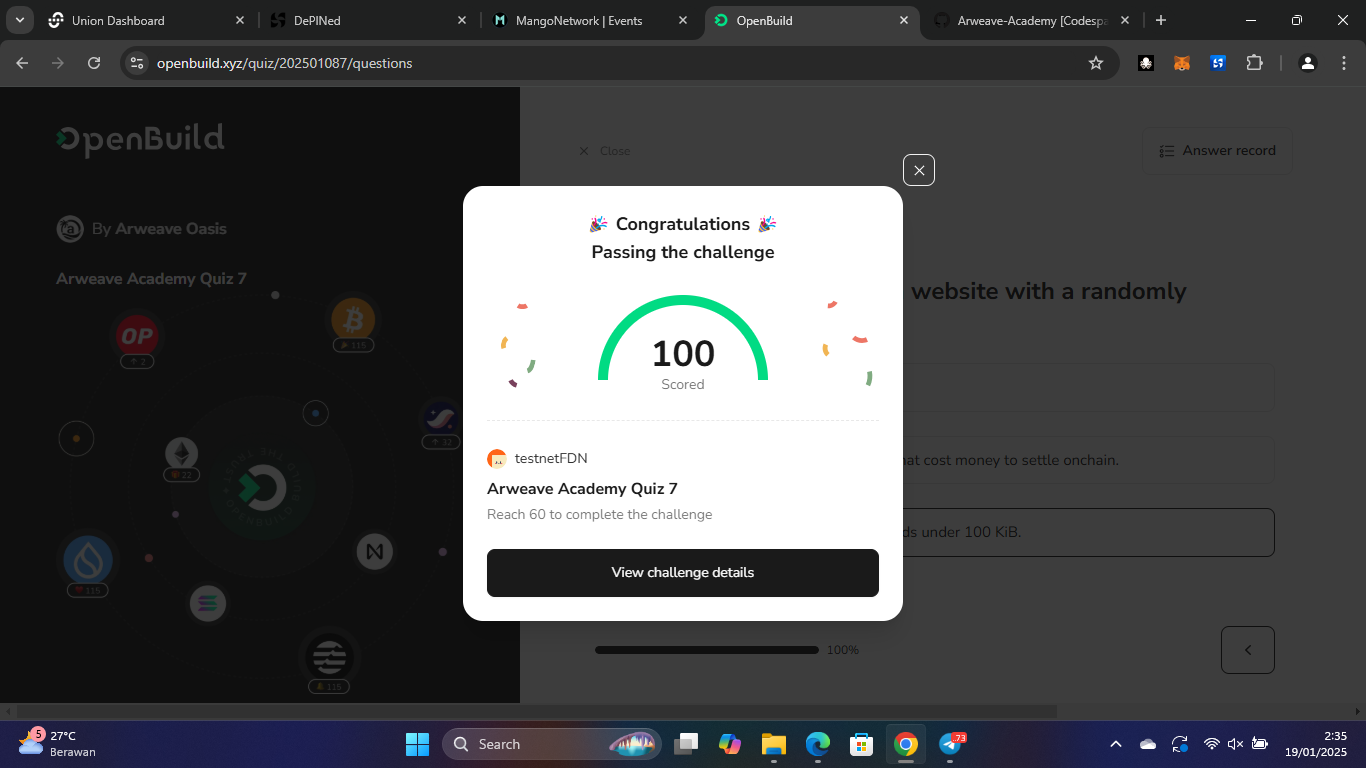 Union Dashboard
DePINed
MangoNetwork | Events
OpenBuild
Arweave-Academy [Codespa
openbuild.xyz/quiz/202501087/questions
OpenBuild
Close
Answer record
By Arweave Oasis
Arweave Academy Quiz 7
🎉 Congratulations 🎉
Passing the challenge
website with a randomly
OP
2
115
100
Scored
32
22
hat cost money to settle onchain.
testnetFDN
Arweave Academy Quiz 7
Reach 60 to complete the challenge
ds under 100 KiB.
View challenge details
115
100%
115
5
27°C
Berawan
Search
.73
2:35
19/01/2025